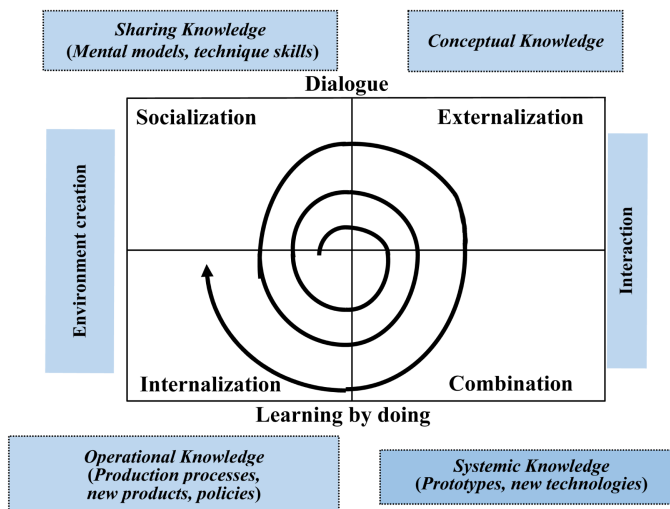 Sharing Knowledge
(Mental models, technique skills)
Conceptual Knowledge
Dialogue
Socialization
Externalization
Environment creation
Interaction
Internalization
Combination
Learning by doing
Operational Knowledge
(Production processes,
new products, policies)
Systemic Knowledge
(Prototypes, new technologies)